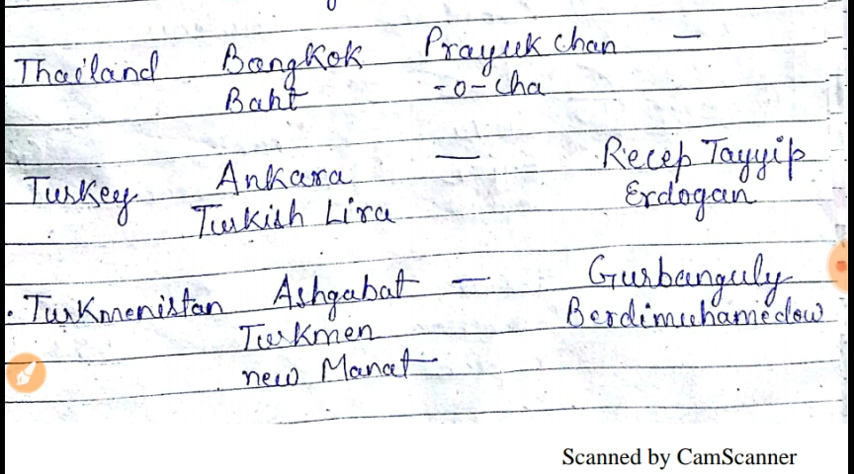 Thailand Bangkok Prayuk Chan —
Baht -o-cha
Turkey Ankara — Recep Tayyip
Turkish Lira Erdogan
. Turkmenistan Ashgabat — Gurbanguly
Turkmen Berdimuhamedow
new Manat
Scanned by CamScanner